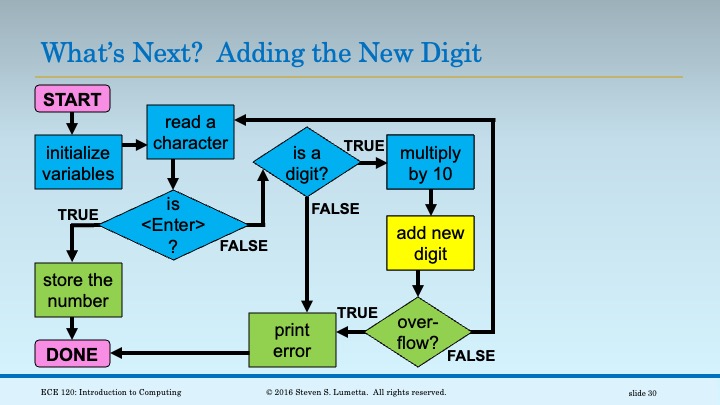 What's Next?  Adding the New Digit
START
initialize
variables
read a
character
is
<Enter>
?
TRUE
FALSE
store the
number
DONE
is a
digit?
TRUE
FALSE
multiply
by 10
add new
digit
over-
flow?
TRUE
FALSE
print
error
ECE 120: Introduction to Computing
© 2016 Steven S. Lumetta.  All rights reserved.
slide 30